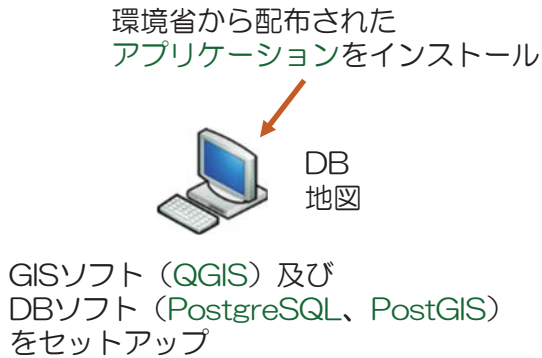 環境省から配布された
アプリケーションをインストール
DB
地図
GISソフト（QGIS）及び
DBソフト（PostgreSQL、PostGIS）
をセットアップ